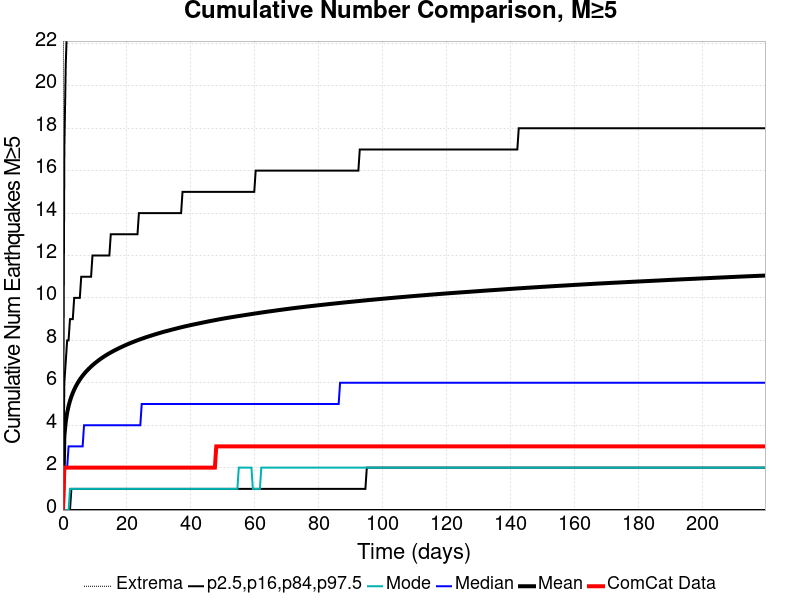 Cumulative Number Comparison, M≥5
Cumulative Num Earthquakes M≥5
22
20
18
16
14
12
10
8
6
4
2
0
0 20 40 60 80 100 120 140 160 180 200
Time (days)
Extrema p2.5,p16,p84,p97.5 Mode Median Mean ComCat Data